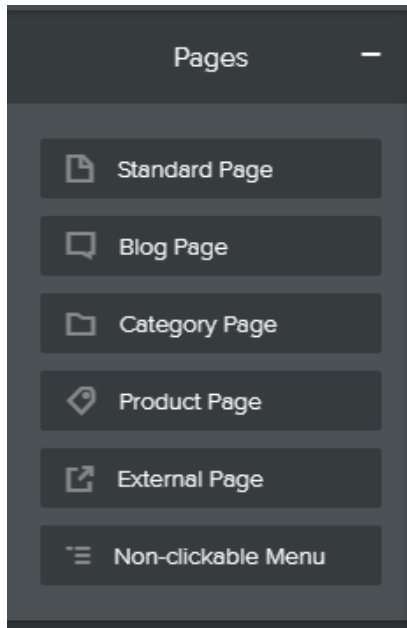 Pages
Standard Page
Blog Page
Category Page
Product Page
External Page
Non-clickable Menu